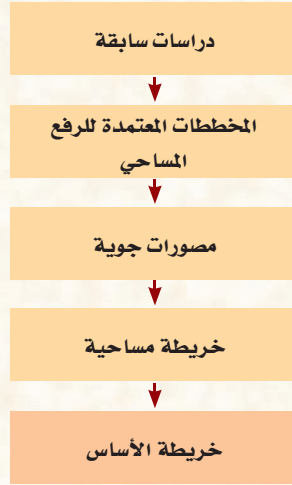 دراسات سابقة
المخططات المعتمدة للرفع
المساحي
مصورات جوية
خريطة مساحية
خريطة الأساس